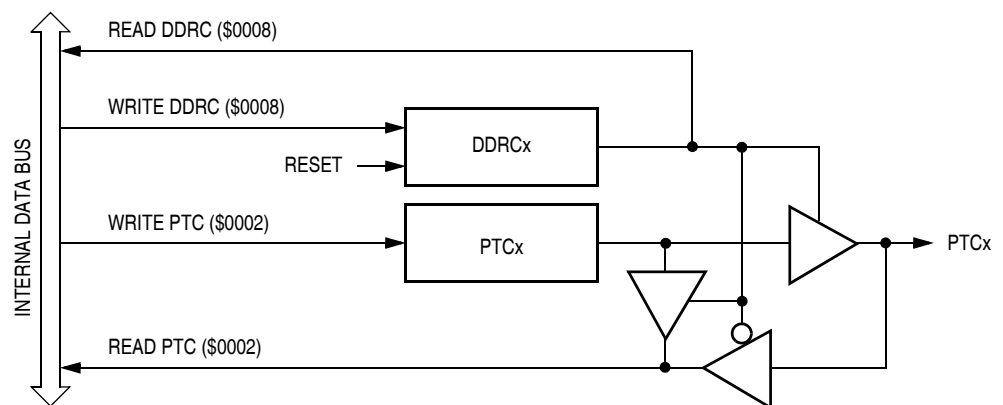 READ DDRC ($0008)
WRITE DDRC ($0008)
DDRCx
RESET
INTERNAL DATA BUS
WRITE PTC ($0002)
PTCx
PTCx
READ PTC ($0002)